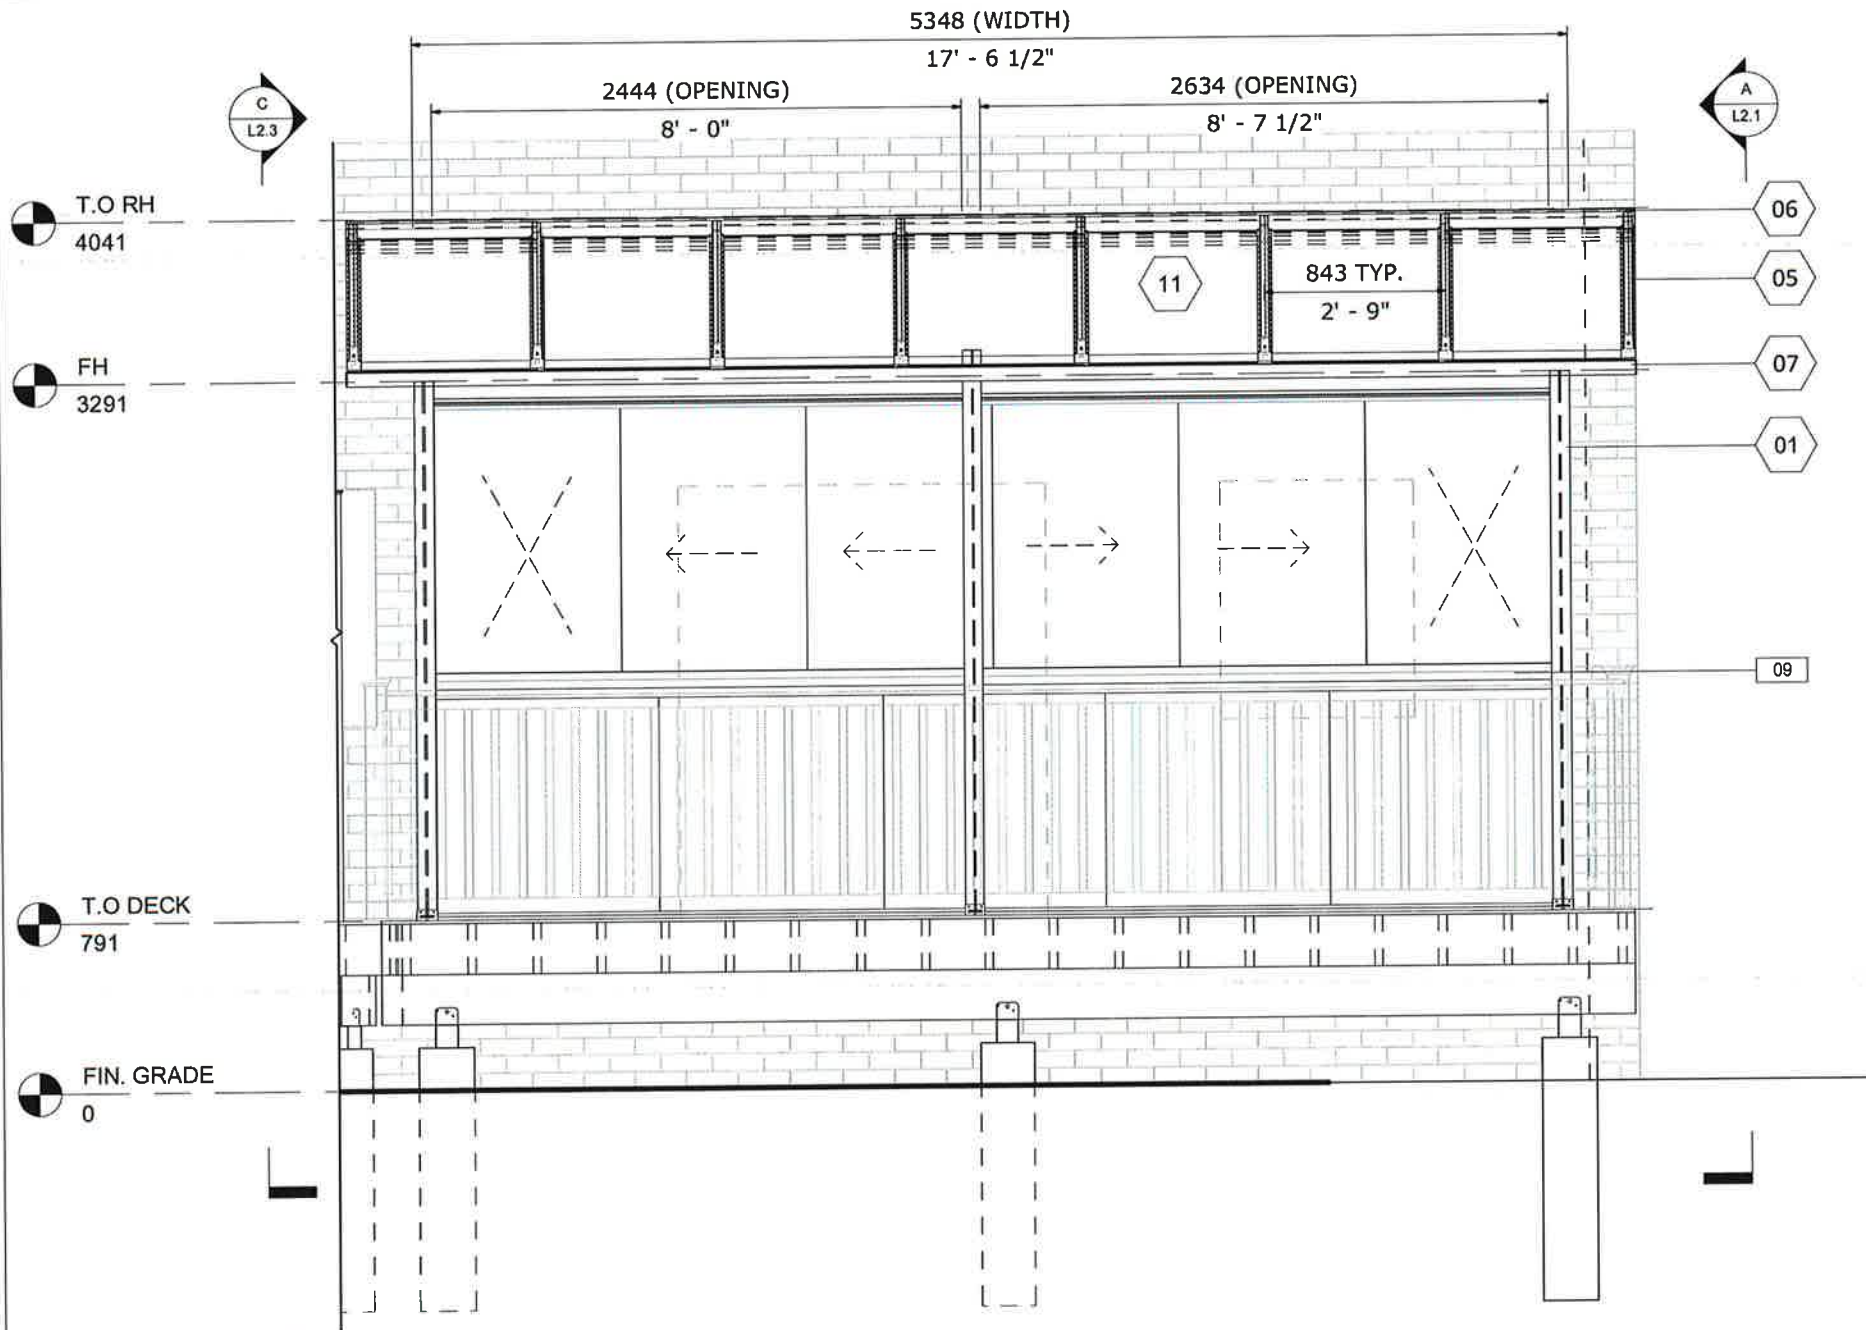 5348 (WIDTH)
17' - 6 1/2"
2444 (OPENING)
8' - 0"
2634 (OPENING)
8' - 7 1/2"
C
L2.3
A
L2.1
T.O RH
4041
06
05
11
843 TYP.
2' - 9"
FH
3291
07
01
09
T.O DECK
791
FIN. GRADE
0